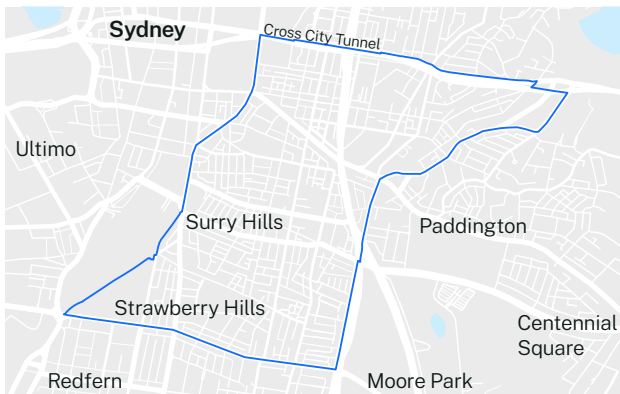 Sydney
Cross City Tunnel
Ultimo
Surry Hills
Paddington
Strawberry Hills
Centennial
Square
Redfern
Moore Park